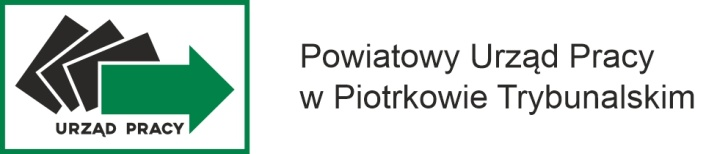 URZĄD PRACY
Powiatowy Urząd Pracy
w Piotrkowie Trybunalskim